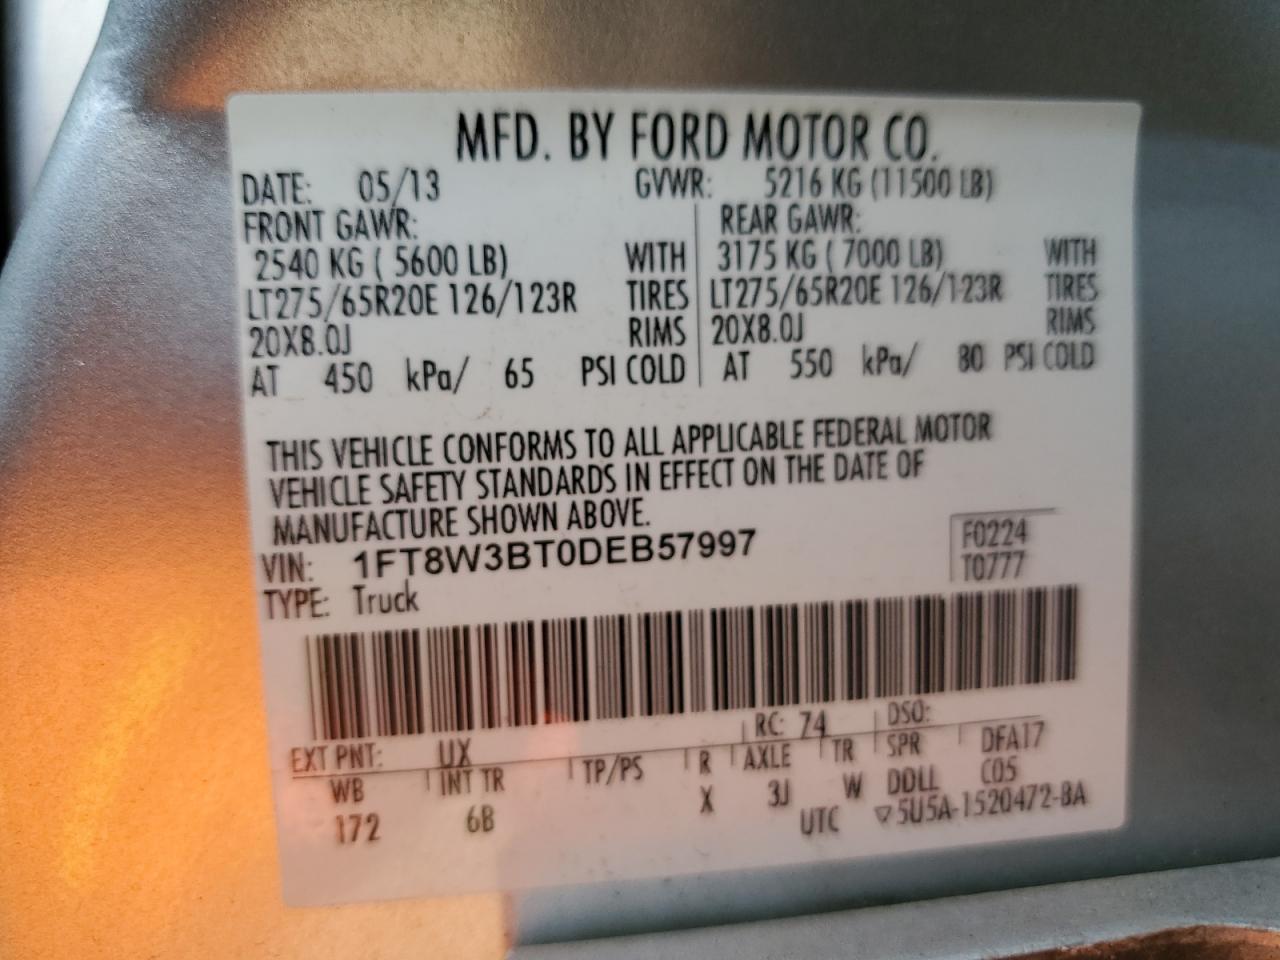 MFD. BY FORD MOTOR CO.
DATE: 05/13 GVWR: 5216 KG (11500 LB)
FRONT GAWR: REAR GAWR:
2540 KG ( 5600 LB) WITH 3175 KG ( 7000 LB) WITH
LT275/65R20E 126/123R TIRES LT275/65R20E 126/123R TIRES
20X8.0J RIMS 20X8.0J RIMS
AT 450 kPa/ 65 PSI COLD AT 550 kPa/ 80 PSI COLD
THIS VEHICLE CONFORMS TO ALL APPLICABLE FEDERAL MOTOR
VEHICLE SAFETY STANDARDS IN EFFECT ON THE DATE OF
MANUFACTURE SHOWN ABOVE.
VIN: 1FT8W3BT0DEB57997 F0224
TYPE: Truck T0777
EXT PNT: UX RC: 74 DSO:
WB INT TR TP/PS R AXLE TR SPR DFA17
172 6B X 3J W DDLL C05
UTC ▽5U5A-1520472-BA